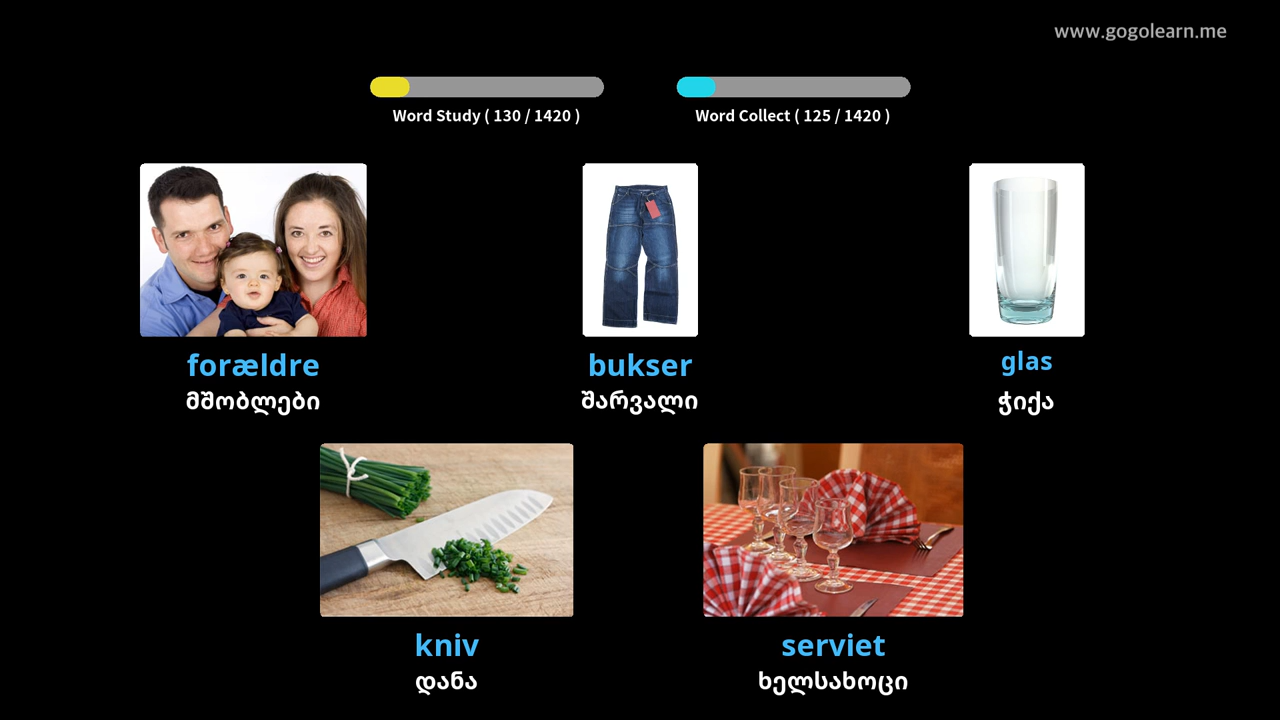 www.gogolearn.me
Word Study ( 130 / 1420 )
Word Collect ( 125 / 1420 )
forældre
მშობლები
bukser
შარვალი
glas
ჭიქა
kniv
დანა
serviet
ხელსახოცი